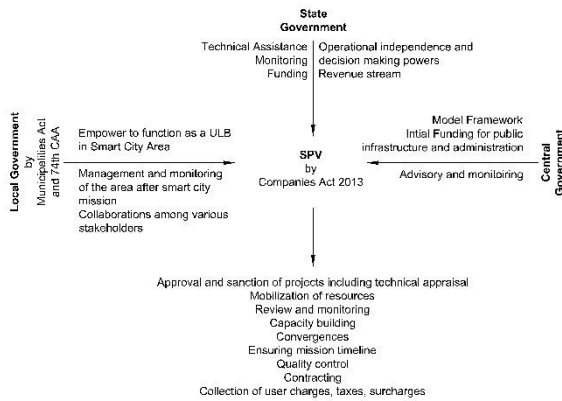 State
Government
Technical Assistance
Monitoring
Funding
Operational independence and
decision making powers
Revenue stream
Local Government
by
Municipalities Act
and 74th CAA
Empower to function as a ULB
in Smart City Area
Management and monitoring
of the area after smart city
mission
Collaborations among various
stakeholders
SPV
by
Companies Act 2013
Model Framework
Intial Funding for public
infrastructure and administration
Advisory and monitoiring
Central
Government
Approval and sanction of projects including technical appraisal
Mobilization of resources
Review and monitoring
Capacity building
Convergences
Ensuring mission timeline
Quality control
Contracting
Collection of user charges, taxes, surcharges